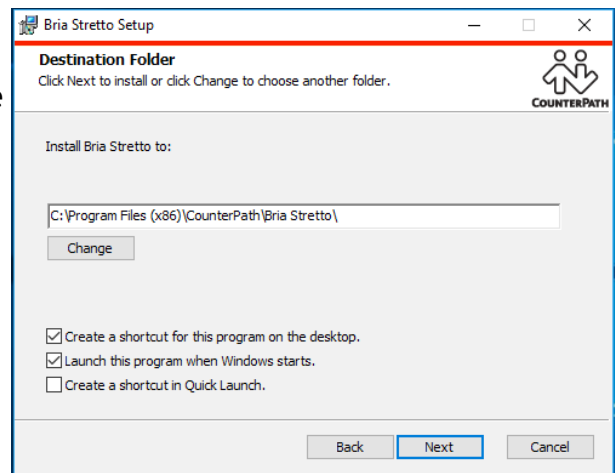 Bria Stretto Setup
Destination Folder
Click Next to install or click Change to choose another folder.
COUNTERPATH
e
Install Bria Stretto to:
C:\Program Files (x86)\CounterPath\Bria Stretto\
Change
Create a shortcut for this program on the desktop.
Launch this program when Windows starts.
Create a shortcut in Quick Launch.
Back Next Cancel